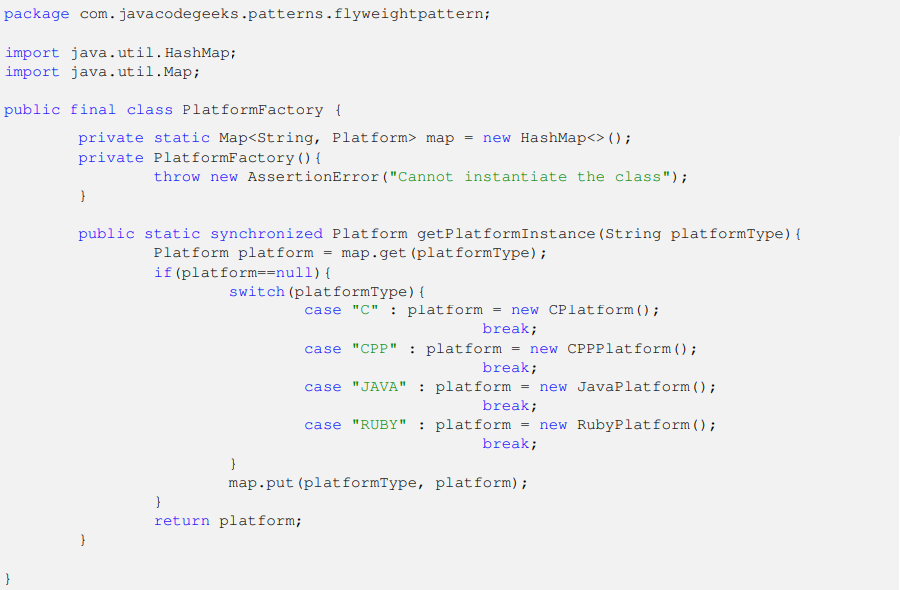 package com.javacodegeeks.patterns.flyweightpattern;
import java.util.HashMap;
import java.util.Map;
public final class PlatformFactory {
private static Map<String, Platform> map = new HashMap<>();
private PlatformFactory(){
throw new AssertionError("Cannot instantiate the class");
}
public static synchronized Platform getPlatformInstance(String platformType){
Platform platform = map.get(platformType);
if(platform==null){
switch(platformType){
case "C" : platform = new CPlatform();
break;
case "CPP" : platform = new CPPPlatform();
break;
case "JAVA" : platform = new JavaPlatform();
break;
case "RUBY" : platform = new RubyPlatform();
break;
}
map.put(platformType, platform);
}
return platform;
}
}